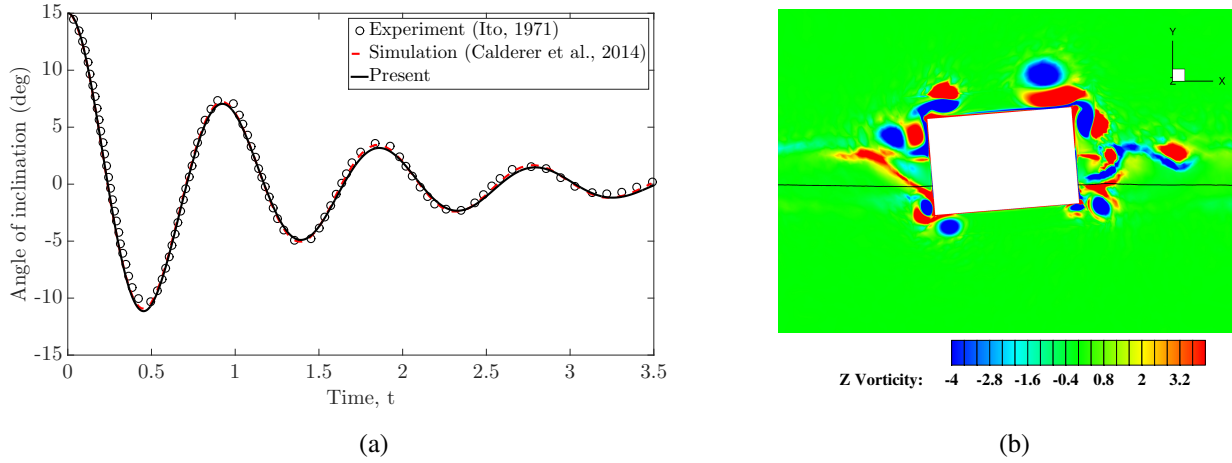 15
10
5
0
-5
-10
-15
Angle of inclination (deg)
Experiment (Ito, 1971)
Simulation (Calderer et al., 2014)
Present
0 0.5 1 1.5 2 2.5 3 3.5
Time, t
(a)
Y
Z X
Z Vorticity: -4 -2.8 -1.6 -0.4 0.8 2 3.2
(b)